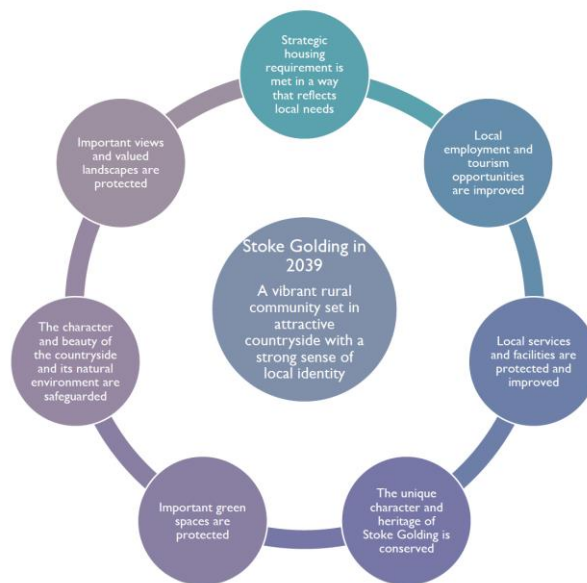 Strategic
housing
requirement is
met in a way
that reflects
local needs
Local
employment and
tourism
opportunities
are improved
Local services
and facilities are
protected and
improved
The unique
character and
heritage of
Stoke Golding is
conserved
Important green
spaces are
protected
The character
and beauty of
the countryside
and its natural
environment are
safeguarded
Important views
and valued
landscapes are
protected
Stoke Golding in
2039
A vibrant rural
community set in
attractive
countryside with a
strong sense of
local identity